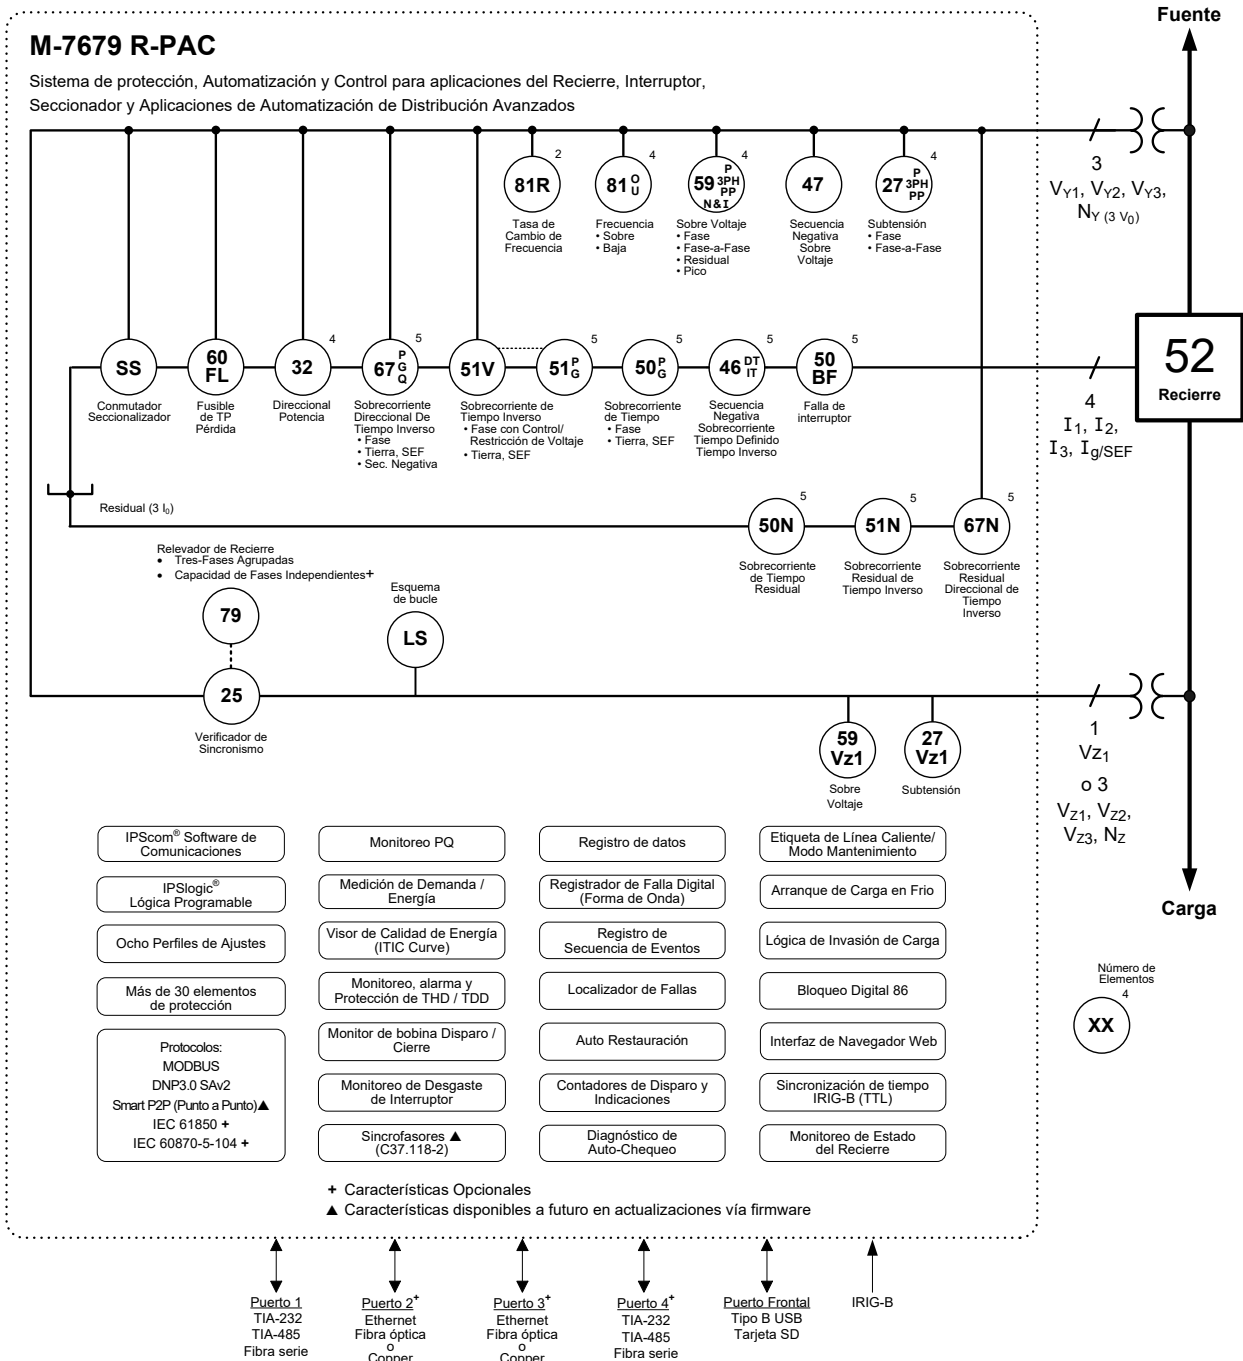 Fuente
M-7679 R-PAC
Sistema de protección, Automatización y Control para aplicaciones del Recierre, Interruptor,
Seccionador y Aplicaciones de Automatización de Distribución Avanzados
3
VY1, VY2, VY3,
NY (3 V0)
81R
2
Tasa de
Cambio de
Frecuencia
81 O
U
4
Frecuencia
• Sobre
• Baja
59 P
3PH
PP
N&I
4
Sobre Voltaje
• Fase
• Fase-a-Fase
• Residual
• Pico
47
Secuencia
Negativa
Sobre
Voltaje
27 P
3PH
PP
4
Subtensión
• Fase
• Fase-a-Fase
SS
Conmutador
Seccionalizador
60
FL
Fusible
de TP
Pérdida
32
4
Direccional
Potencia
67 P
G
Q
5
Sobrecorriente
Direccional De
Tiempo Inverso
• Fase
• Tierra, SEF
• Sec. Negativa
51V
Sobrecorriente de
Tiempo Inverso
• Fase con Control/
Restricción de Voltaje
• Tierra, SEF
51 P
G
5
50 P
G
5
Sobrecorriente
de Tiempo
• Fase
• Tierra, SEF
46 DT
IT
5
Secuencia
Negativa
Sobrecorriente
Tiempo Definido
Tiempo Inverso
50
BF
5
Falla de
interruptor
4
I1, I2,
I3, Ig/SEF
52
Recierre
Residual (3 I0)
50N
5
Sobrecorriente
de Tiempo
Residual
51N
5
Sobrecorriente
Residual de
Tiempo Inverso
67N
5
Sobrecorriente
Residual
Direccional de
Tiempo
Inverso
Relevador de Recierre
• Tres-Fases Agrupadas
• Capacidad de Fases Independientes+
79
Esquema
de bucle
LS
25
Verificador de
Sincronismo
59
Vz1
Sobre
Voltaje
27
Vz1
Subtensión
1
VZ1
o 3
VZ1, VZ2,
VZ3, NZ
Carga
IPScom® Software de
Comunicaciones
IPSlogic®
Lógica Programable
Ocho Perfiles de Ajustes
Más de 30 elementos
de protección
Protocolos:
MODBUS
DNP3.0 SAv2
Smart P2P (Punto a Punto)▲
IEC 61850 +
IEC 60870-5-104 +
Monitoreo PQ
Medición de Demanda /
Energía
Visor de Calidad de Energía
(ITIC Curve)
Monitoreo, alarma y
Protección de THD / TDD
Monitor de bobina Disparo /
Cierre
Monitoreo de Desgaste
de Interruptor
Sincrofasores ▲
(C37.118-2)
Registro de datos
Registrador de Falla Digital
(Forma de Onda)
Registro de
Secuencia de Eventos
Localizador de Fallas
Auto Restauración
Contadores de Disparo y
Indicaciones
Diagnóstico de
Auto-Chequeo
Etiqueta de Línea Caliente/
Modo Mantenimiento
Arranque de Carga en Frio
Lógica de Invasión de Carga
Bloqueo Digital 86
Interfaz de Navegador Web
Sincronización de tiempo
IRIG-B (TTL)
Monitoreo de Estado
del Recierre
Número de
Elementos
4
XX
+ Características Opcionales
▲ Características disponibles a futuro en actualizaciones vía firmware
Puerto 1
TIA-232
TIA-485
Fibra serie
Puerto 2+
Ethernet
Fibra óptica
o
Copper
Puerto 3+
Ethernet
Fibra óptica
o
Copper
Puerto 4+
TIA-232
TIA-485
Fibra serie
Puerto Frontal
Tipo B USB
Tarjeta SD
IRIG-B